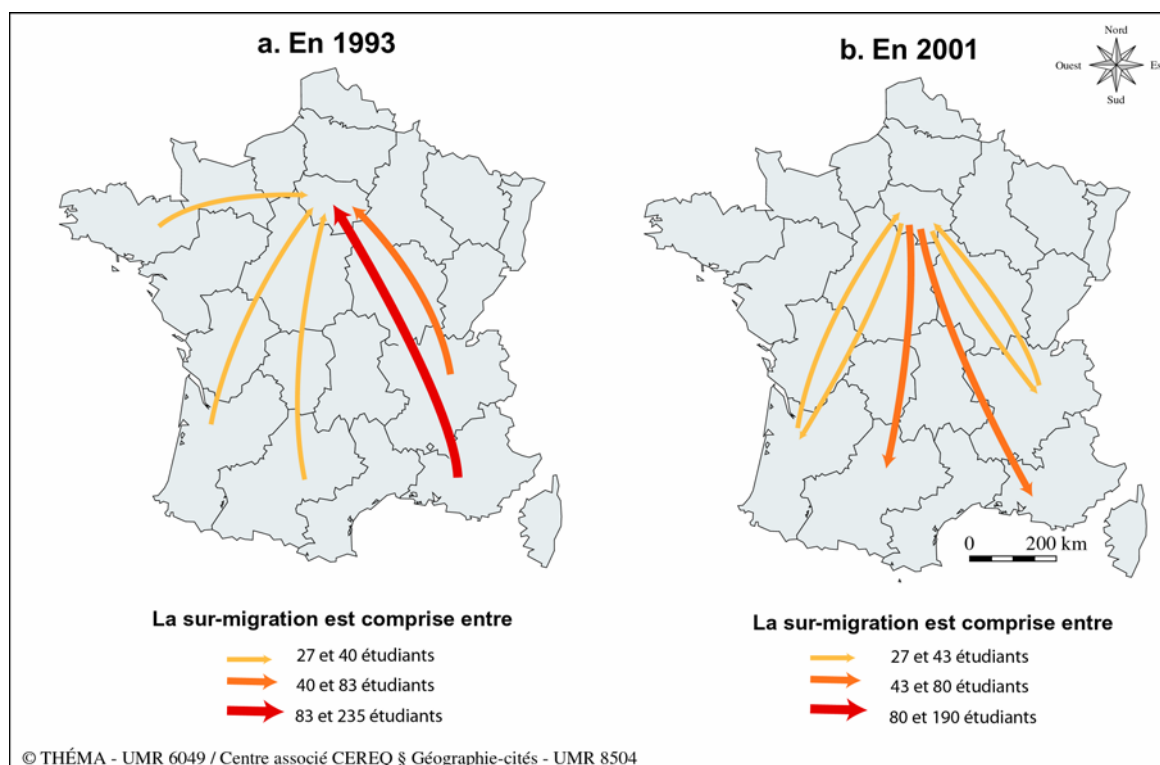 a. En 1993
b. En 2001
Nord
Ouest
Es
Sud
0 200 km
La sur-migration est comprise entre
27 et 40 étudiants
40 et 83 étudiants
83 et 235 étudiants
La sur-migration est comprise entre
27 et 43 étudiants
43 et 80 étudiants
80 et 190 étudiants
© THÉMA - UMR 6049 / Centre associé CEREQ § Géographie-cités - UMR 8504